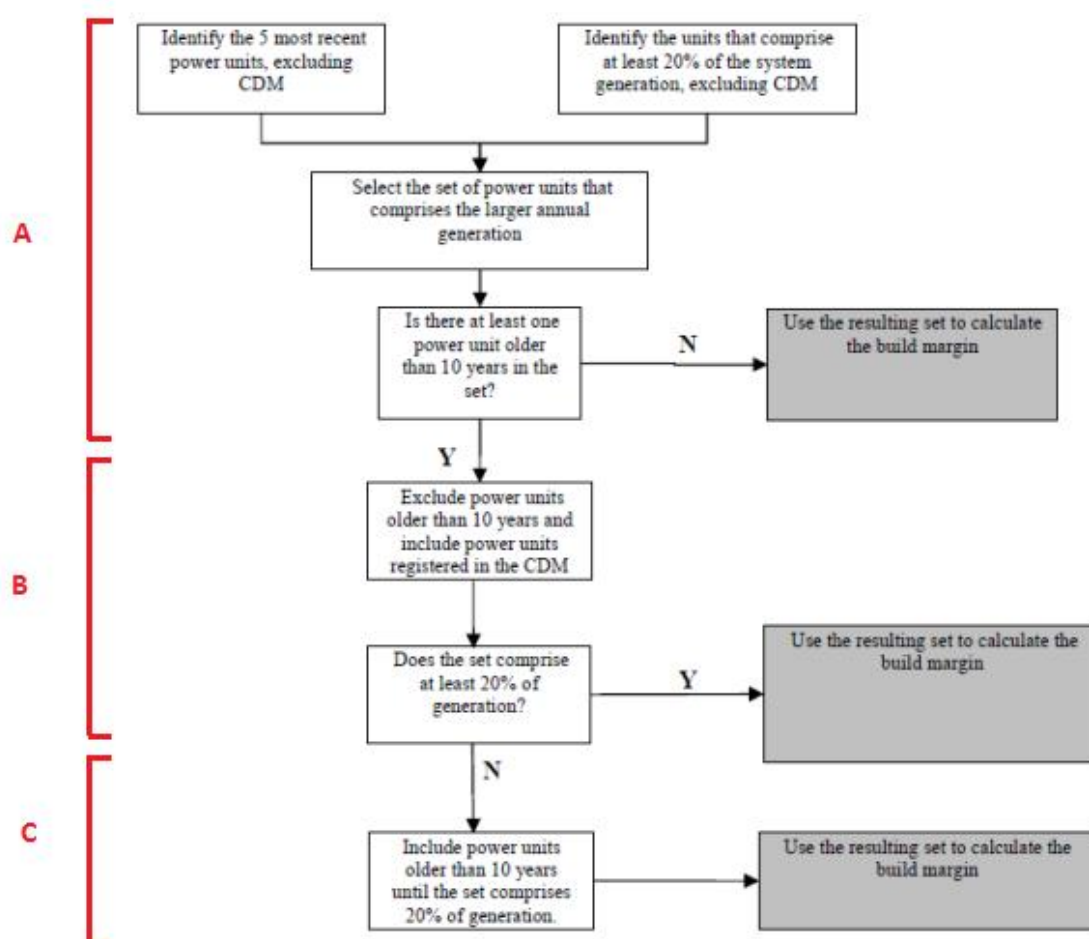 Identify the 5 most recent
power units, excluding
CDM
Identify the units that comprise
at least 20% of the system
generation, excluding CDM
Select the set of power units that
comprises the larger annual
generation
A
Is there at least one
power unit older
than 10 years in the
set?
N
Use the resulting set to calculate
the build margin
Y
Exclude power units
older than 10 years and
include power units
registered in the CDM
B
Does the set comprise
at least 20% of
generation?
Y
Use the resulting set to calculate the
build margin
N
C
Include power units
older than 10 years
until the set comprises
20% of generation.
Use the resulting set to calculate the
build margin